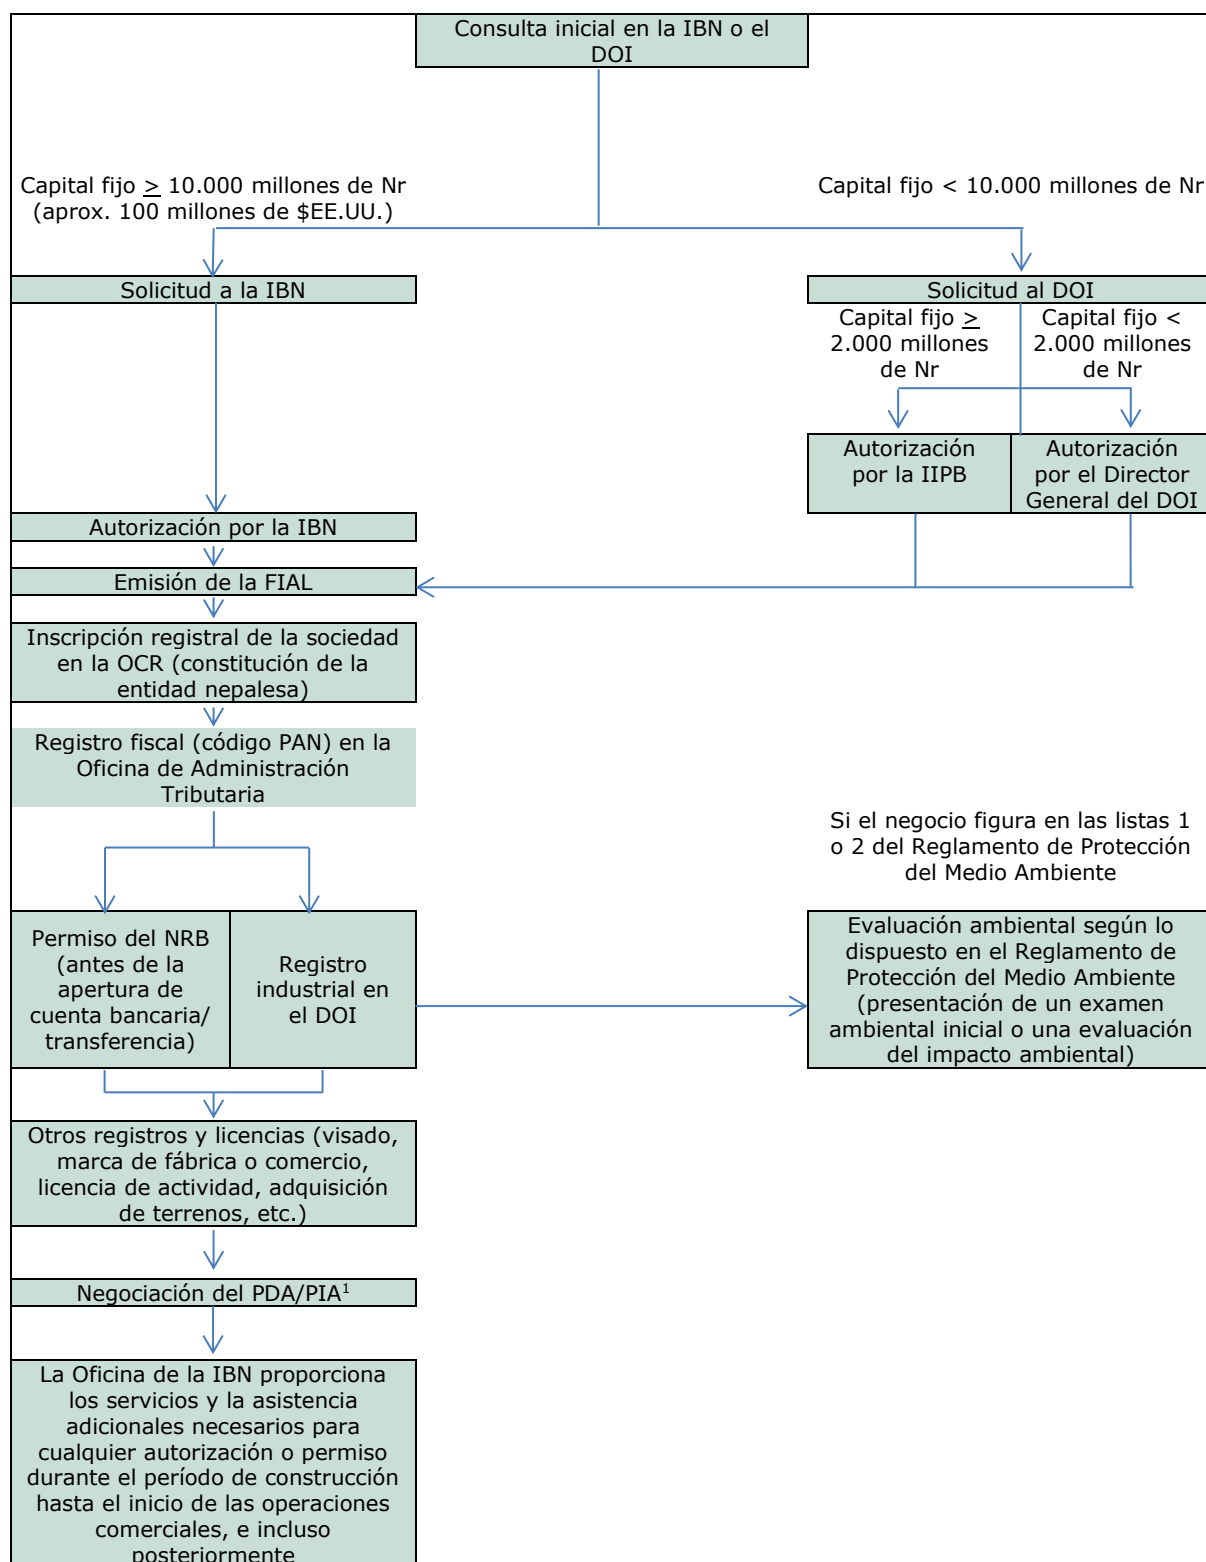 Consulta inicial en la IBN o el
DOI
Capital fijo ≥ 10.000 millones de Nr
(aprox. 100 millones de $EE.UU.)
Capital fijo < 10.000 millones de Nr
Solicitud a la IBN
Solicitud al DOI
Capital fijo ≥
2.000 millones
de Nr
Capital fijo <
2.000 millones
de Nr
Autorización
por la IIPB
Autorización
por el Director
General del DOI
Autorización por la IBN
Emisión de la FIAL
Inscripción registral de la sociedad
en la OCR (constitución de la
entidad nepalesa)
Registro fiscal (código PAN) en la
Oficina de Administración
Tributaria
Si el negocio figura en las listas 1
o 2 del Reglamento de Protección
del Medio Ambiente
Permiso del NRB
(antes de la
apertura de
cuenta bancaria/
transferencia)
Registro
industrial en
el DOI
Evaluación ambiental según lo
dispuesto en el Reglamento de
Protección del Medio Ambiente
(presentación de un examen
ambiental inicial o una evaluación
del impacto ambiental)
Otros registros y licencias (visado,
marca de fábrica o comercio,
licencia de actividad, adquisición
de terrenos, etc.)
Negociación del PDA/PIA¹
La Oficina de la IBN proporciona
los servicios y la asistencia
adicionales necesarios para
cualquier autorización o permiso
durante el período de construcción
hasta el inicio de las operaciones
comerciales, e incluso
posteriormente